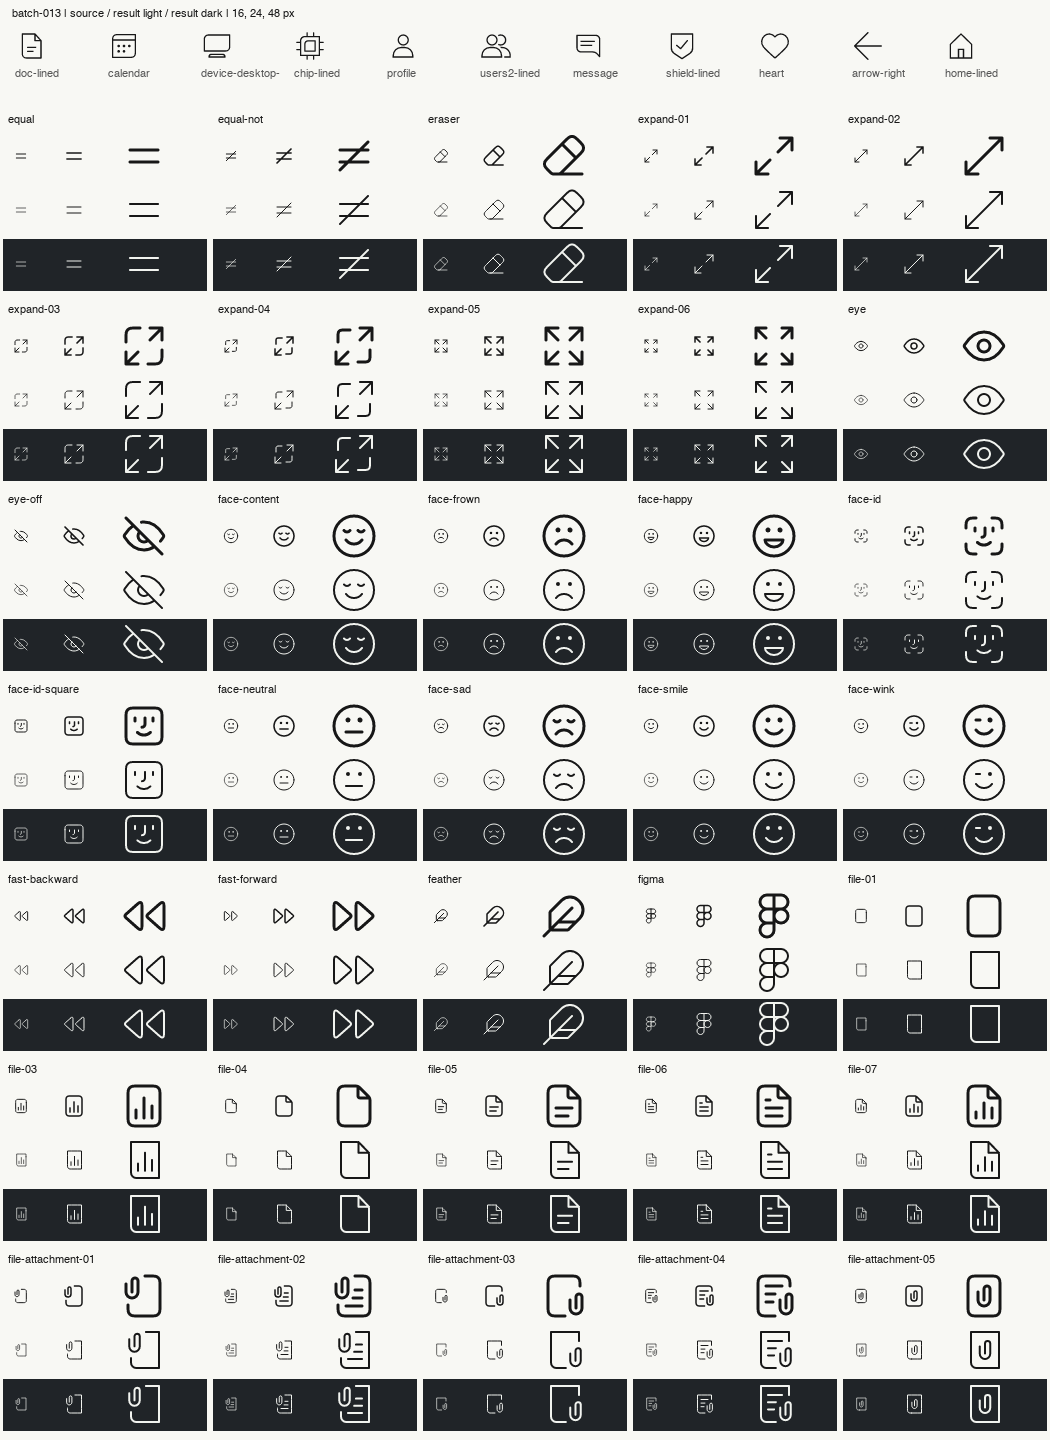 batch-013 | source / result light / result dark | 16, 24, 48 px
doc-lined calendar device-desktop- chip-lined profile users2-lined message shield-lined heart arrow-right home-lined
equal equal-not eraser expand-01 expand-02
expand-03 expand-04 expand-05 expand-06 eye
eye-off face-content face-frown face-happy face-id
face-id-square face-neutral face-sad face-smile face-wink
fast-backward fast-forward feather figma file-01
file-03 file-04 file-05 file-06 file-07
file-attachment-01 file-attachment-02 file-attachment-03 file-attachment-04 file-attachment-05